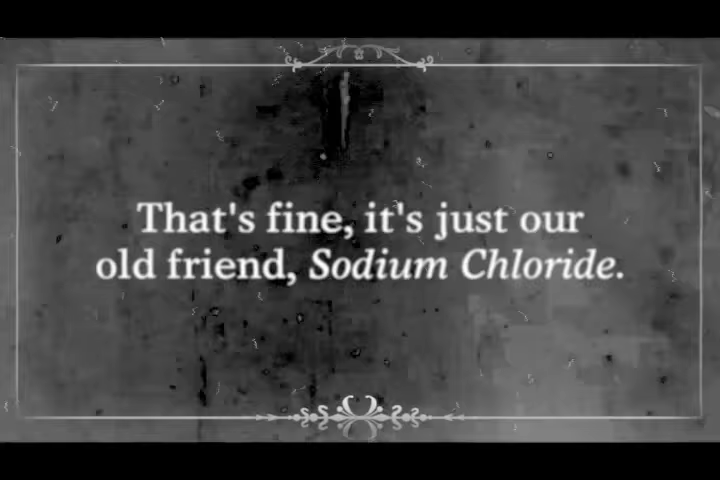 That's fine, it's just our
old friend, Sodium Chloride.